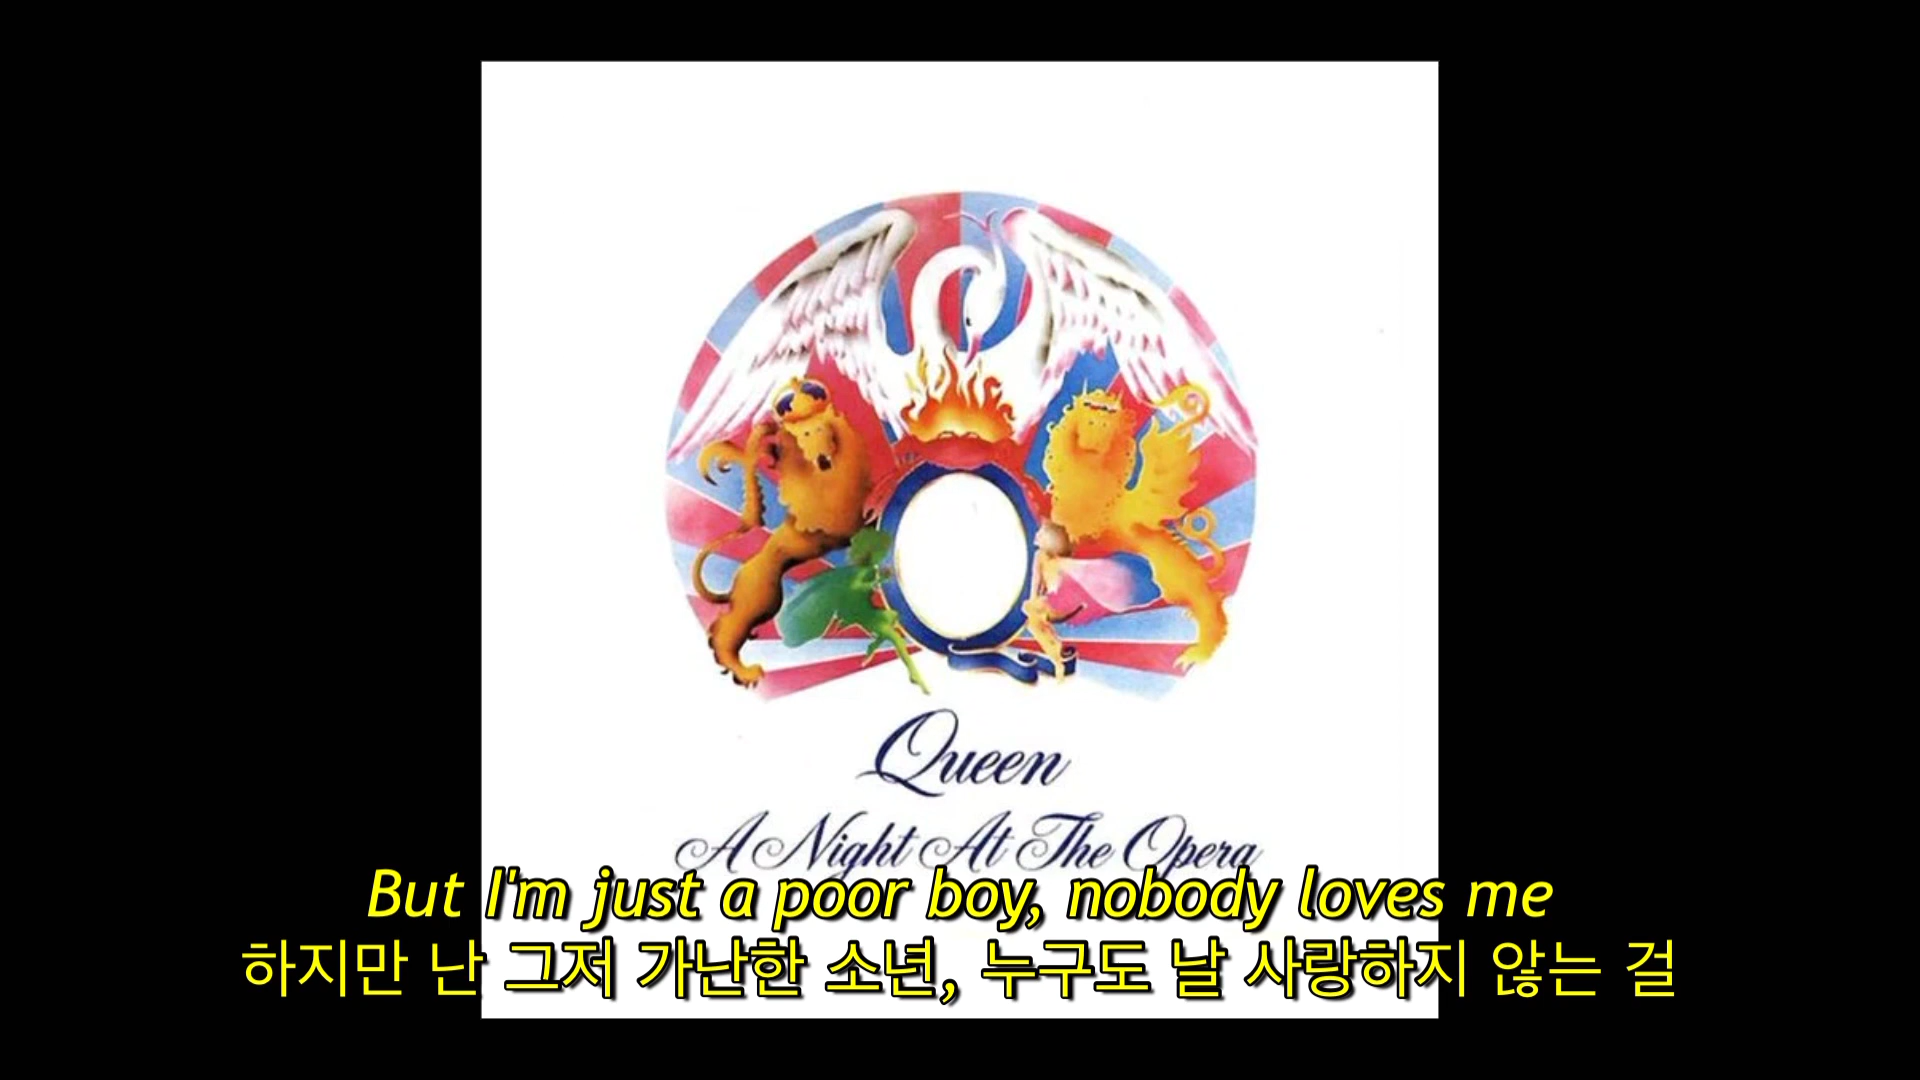 Queen
A Night At The Opera
But I'm just a poor boy, nobody loves me
하지만 난 그저 가난한 소년, 누구도 날 사랑하지 않는 걸